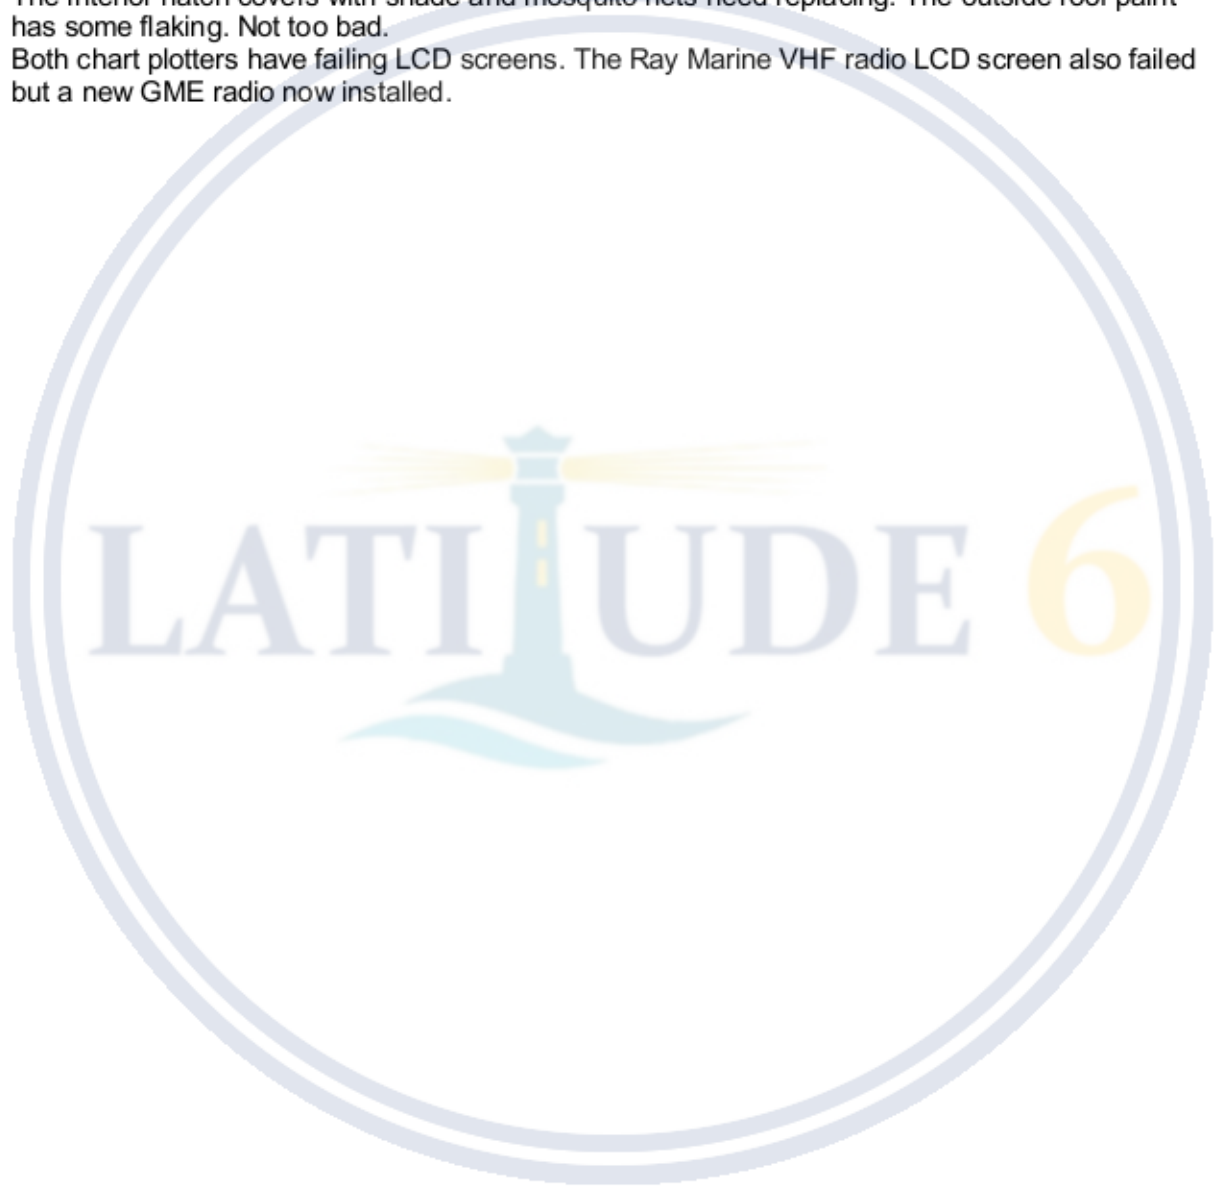 The interior hatch covers with shade and mosquito nets need replacing. The outside roof paint
has some flaking. Not too bad.
Both chart plotters have failing LCD screens. The Ray Marine VHF radio LCD screen also failed
but a new GME radio now installed.
LATITUDE 6